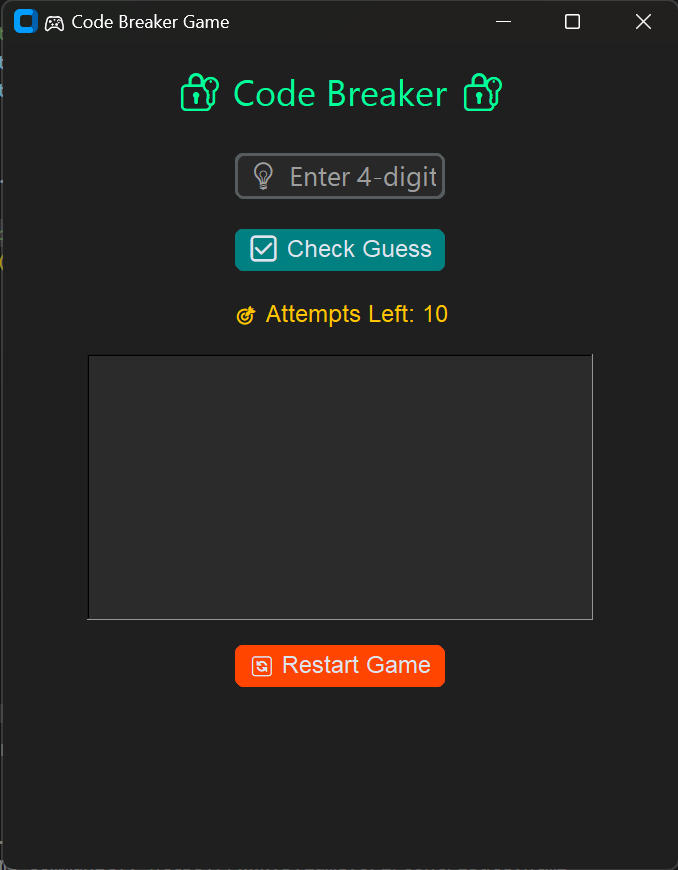 🎮 Code Breaker Game
🔐 Code Breaker 🔐
💡 Enter 4-digit
☑ Check Guess
🎯 Attempts Left: 10
🔄 Restart Game